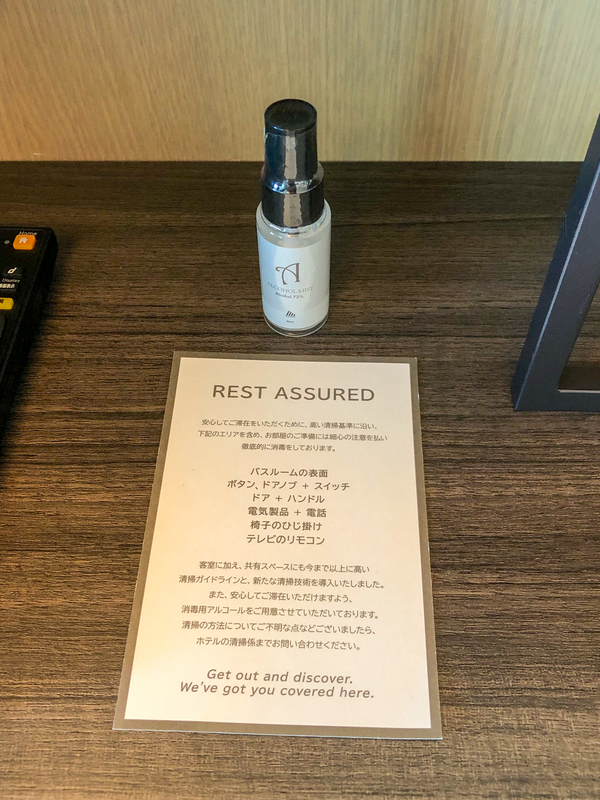 Home
d
Display
A
ALCOHOL MIST
Alcohol 75%
REST ASSURED
安心してご滞在をいただくために、高い清掃基準に沿い、
下記のエリアを含め、お部屋のご準備には細心の注意を払い
徹底的に消毒をしております。
バスルームの表面
ボタン、ドアノブ + スイッチ
ドア + ハンドル
電気製品 + 電話
椅子のひじ掛け
テレビのリモコン
客室に加え、共有スペースにも今まで以上に高い
清掃ガイドラインと、新たな清掃技術を導入いたしました。
また、安心してご滞在いただけますよう、
消毒用アルコールをご用意させていただいております。
清掃の方法についてご不明な点などございましたら、
ホテルの清掃係までお問い合わせください。
Get out and discover.
We've got you covered here.